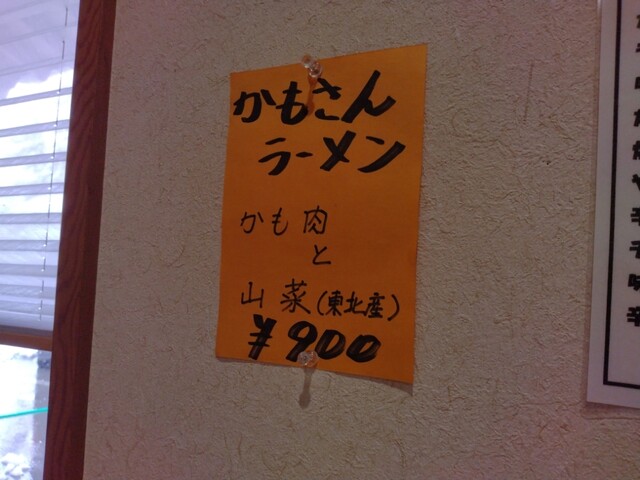 かもさん
ラーメン
かも肉
と
山菜(東北産)
¥900